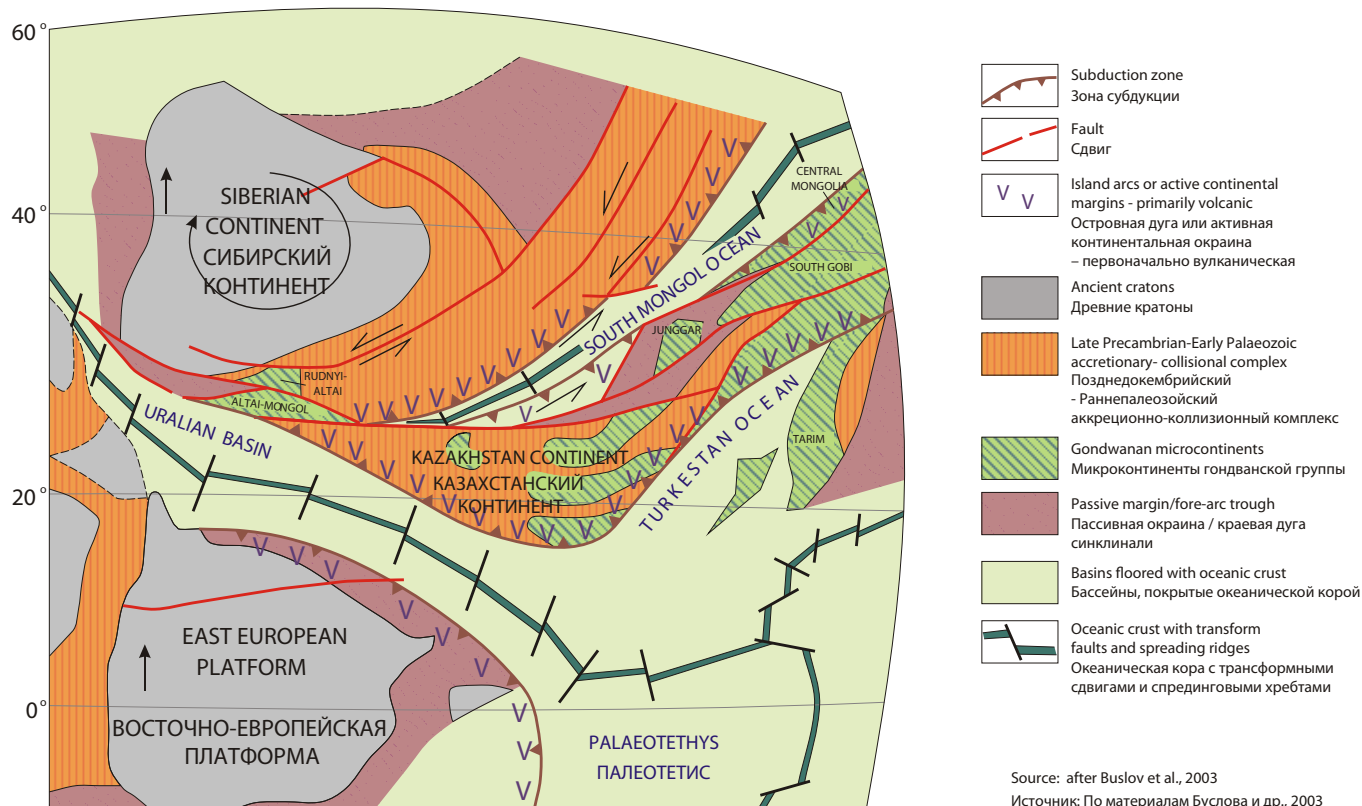 60°
40°
20°
0°
SIBERIAN
CONTINENT
СИБИРСКИЙ
КОНТИНЕНТ
CENTRAL
MONGOLIA
SOUTH MONGOL OCEAN
SOUTH GOBI
JUNGGAR
RUDNYI-
ALTAI
ALTAI-MONGOL
URALIAN BASIN
TURKESTAN OCEAN
TARIM
KAZAKHSTAN CONTINENT
КАЗАХСТАНСКИЙ
КОНТИНЕНТ
EAST EUROPEAN
PLATFORM
ВОСТОЧНО-ЕВРОПЕЙСКАЯ
ПЛАТФОРМА
PALAEOTETHYS
ПАЛЕОТЕТИС
Subduction zone
Зона субдукции
Fault
Сдвиг
Island arcs or active continental
margins - primarily volcanic
Островная дуга или активная
континентальная окраина
– первоначально вулканическая
Ancient cratons
Древние кратоны
Late Precambrian-Early Palaeozoic
accretionary- collisional complex
Позднедокембрийский
- Раннепалеозойский
аккреционно-коллизионный комплекс
Gondwanan microcontinents
Микроконтиненты гондванской группы
Passive margin/fore-arc trough
Пассивная окраина / краевая дуга
синклинали
Basins floored with oceanic crust
Бассейны, покрытые океанической корой
Oceanic crust with transform
faults and spreading ridges
Океаническая кора с трансформными
сдвигами и спрединговыми хребтами
Source: after Buslov et al., 2003
Источник: По материалам Буслова и др., 2003